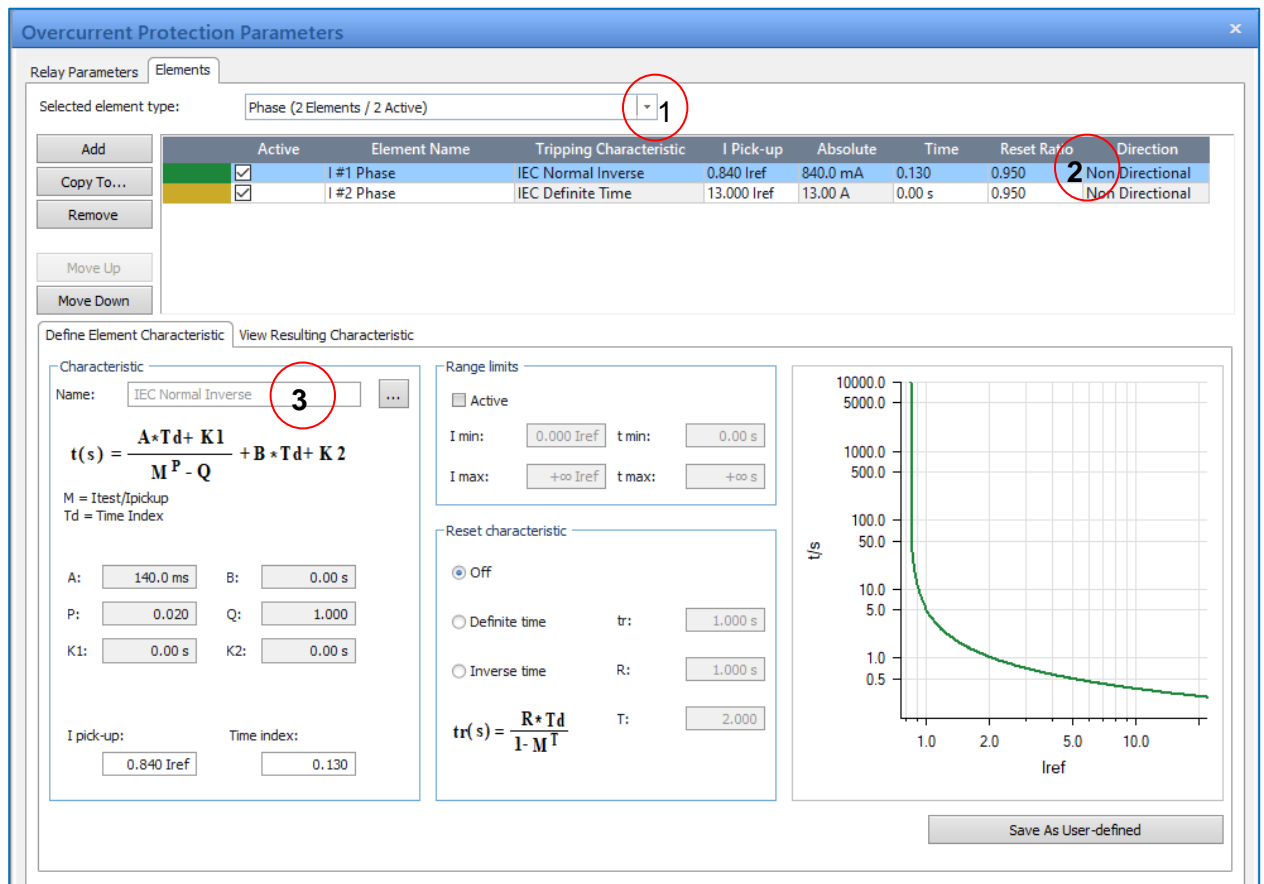 Overcurrent Protection Parameters x
Relay Parameters Elements
Selected element type: Phase (2 Elements / 2 Active) 1
Add
Copy To...
Remove
Move Up
Move Down
Active Element Name Tripping Characteristic I Pick-up Absolute Time Reset Ratio Direction
I #1 Phase IEC Normal Inverse 0.840 Iref 840.0 mA 0.130 0.950 2 Non Directional
I #2 Phase IEC Definite Time 13.000 Iref 13.00 A 0.00 s 0.950 Non Directional
Define Element Characteristic View Resulting Characteristic
Characteristic
Name: IEC Normal Inverse 3 ...
t(s) = A*Td+ K1 / M^P - Q + B *Td+ K 2
M = Itest/Ipickup
Td = Time Index
A: 140.0 ms B: 0.00 s
P: 0.020 Q: 1.000
K1: 0.00 s K2: 0.00 s
I pick-up: Time index:
0.840 Iref 0.130
Range limits
Active
I min: 0.000 Iref t min: 0.00 s
I max: +∞ Iref t max: +∞ s
Reset characteristic
Off
Definite time tr: 1.000 s
Inverse time R: 1.000 s
tr(s) = R*Td / 1- M^T T: 2.000
10000.0
5000.0
1000.0
500.0
100.0
50.0
10.0
5.0
1.0
0.5
t/s
1.0 2.0 5.0 10.0
Iref
Save As User-defined